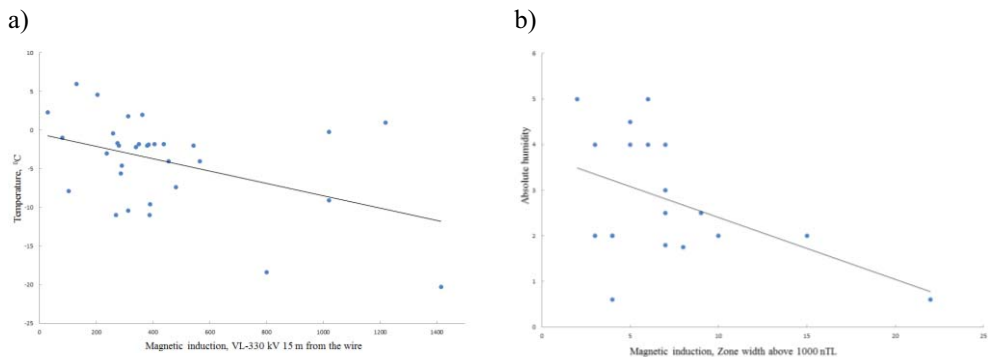 a)
b)
10
5
0
-5
-10
-15
-20
-25
0 200 400 600 800 1000 1200 1400
Temperature, ⁰C
Magnetic induction, VL-330 kV 15 m from the wire
6
5
4
3
2
1
0
0 5 10 15 20 25
Absolute humidity
Magnetic induction, Zone width above 1000 nTL